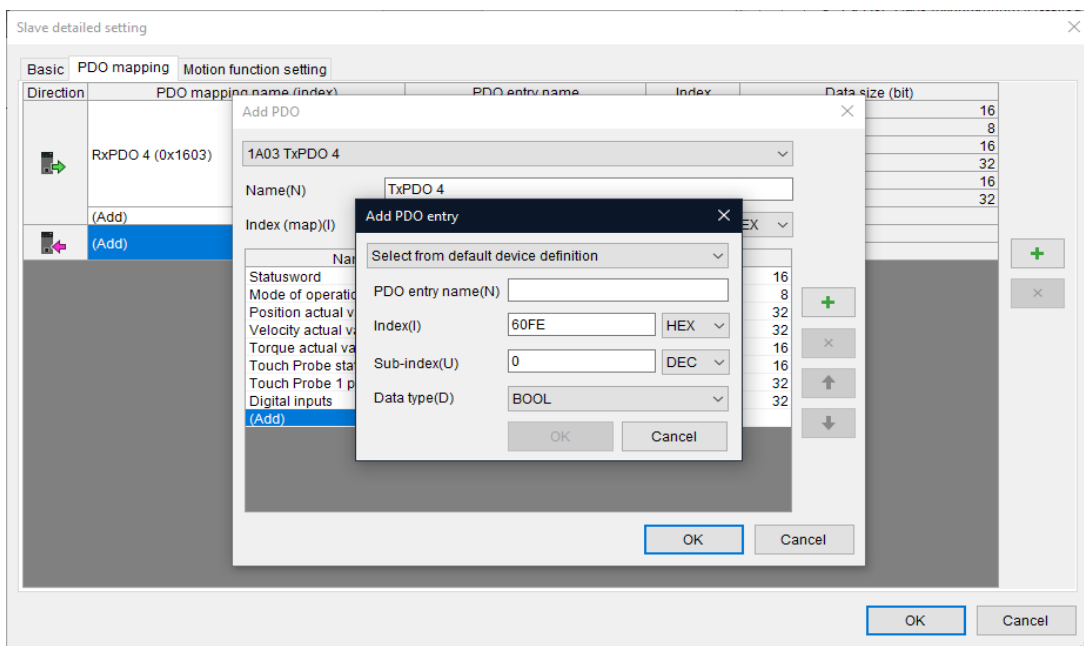 Slave detailed setting
Basic PDO mapping Motion function setting
Direction PDO mapping name (index) PDO entry name Index Data size (bit)
RxPDO 4 (0x1603)
16
8
16
32
16
32
(Add)
(Add)
Add PDO
1A03 TxPDO 4
Name(N) TxPDO 4
Index (map)(I)
Statusword 16
Mode of 8
Position actual 32
Velocity actual 32
Torque actual 16
Touch Probe 16
Touch Probe 1 32
Digital inputs 32
(Add)
OK Cancel
Add PDO entry
Select from default device definition
PDO entry name(N)
Index(I) 60FE HEX
Sub-index(U) 0 DEC
Data type(D) BOOL
OK Cancel
OK Cancel